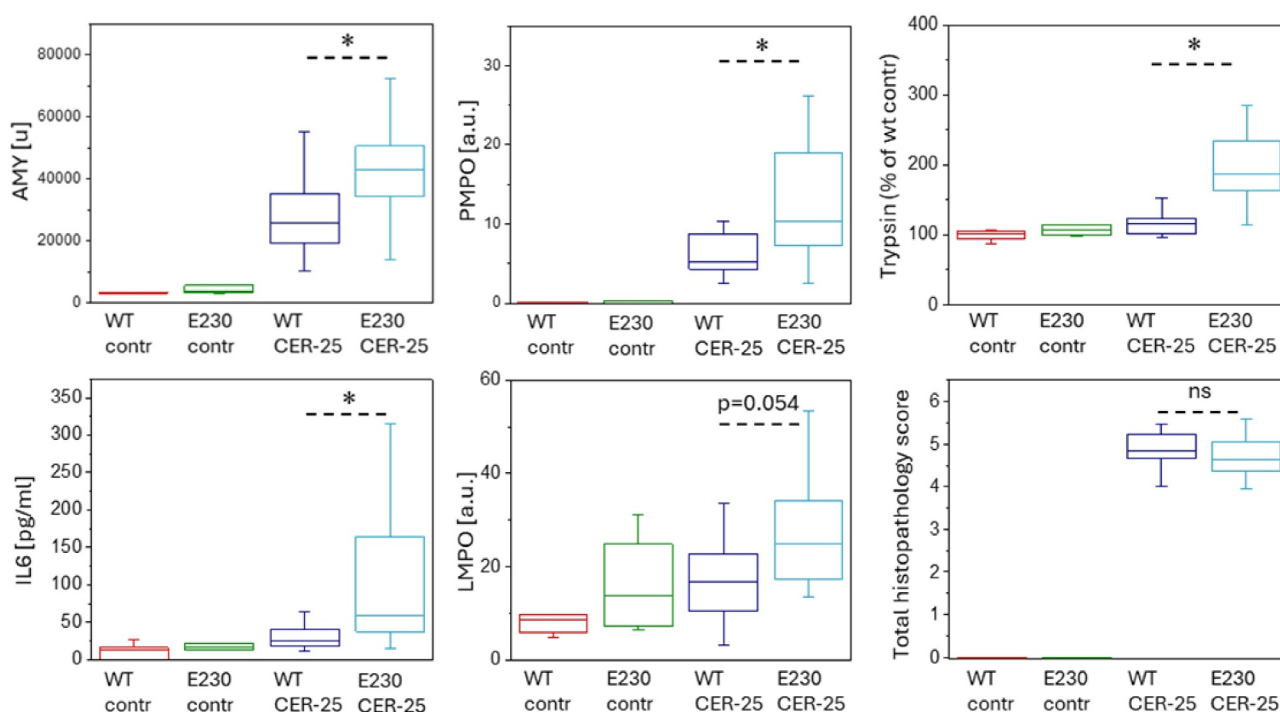 AMY [u]
80000
60000
40000
20000
0
*
WT
contr
E230
contr
WT
CER-25
E230
CER-25
PMPO [a.u.]
30
20
10
0
*
WT
contr
E230
contr
WT
CER-25
E230
CER-25
Trypsin (% of wt contr)
400
300
200
100
0
*
WT
contr
E230
contr
WT
CER-25
E230
CER-25
IL6 [pg/ml]
350
300
250
200
150
100
50
0
*
WT
contr
E230
contr
WT
CER-25
E230
CER-25
LMPO [a.u.]
60
40
20
0
p=0.054
WT
contr
E230
contr
WT
CER-25
E230
CER-25
Total histopathology score
6
5
4
3
2
1
0
ns
WT
contr
E230
contr
WT
CER-25
E230
CER-25